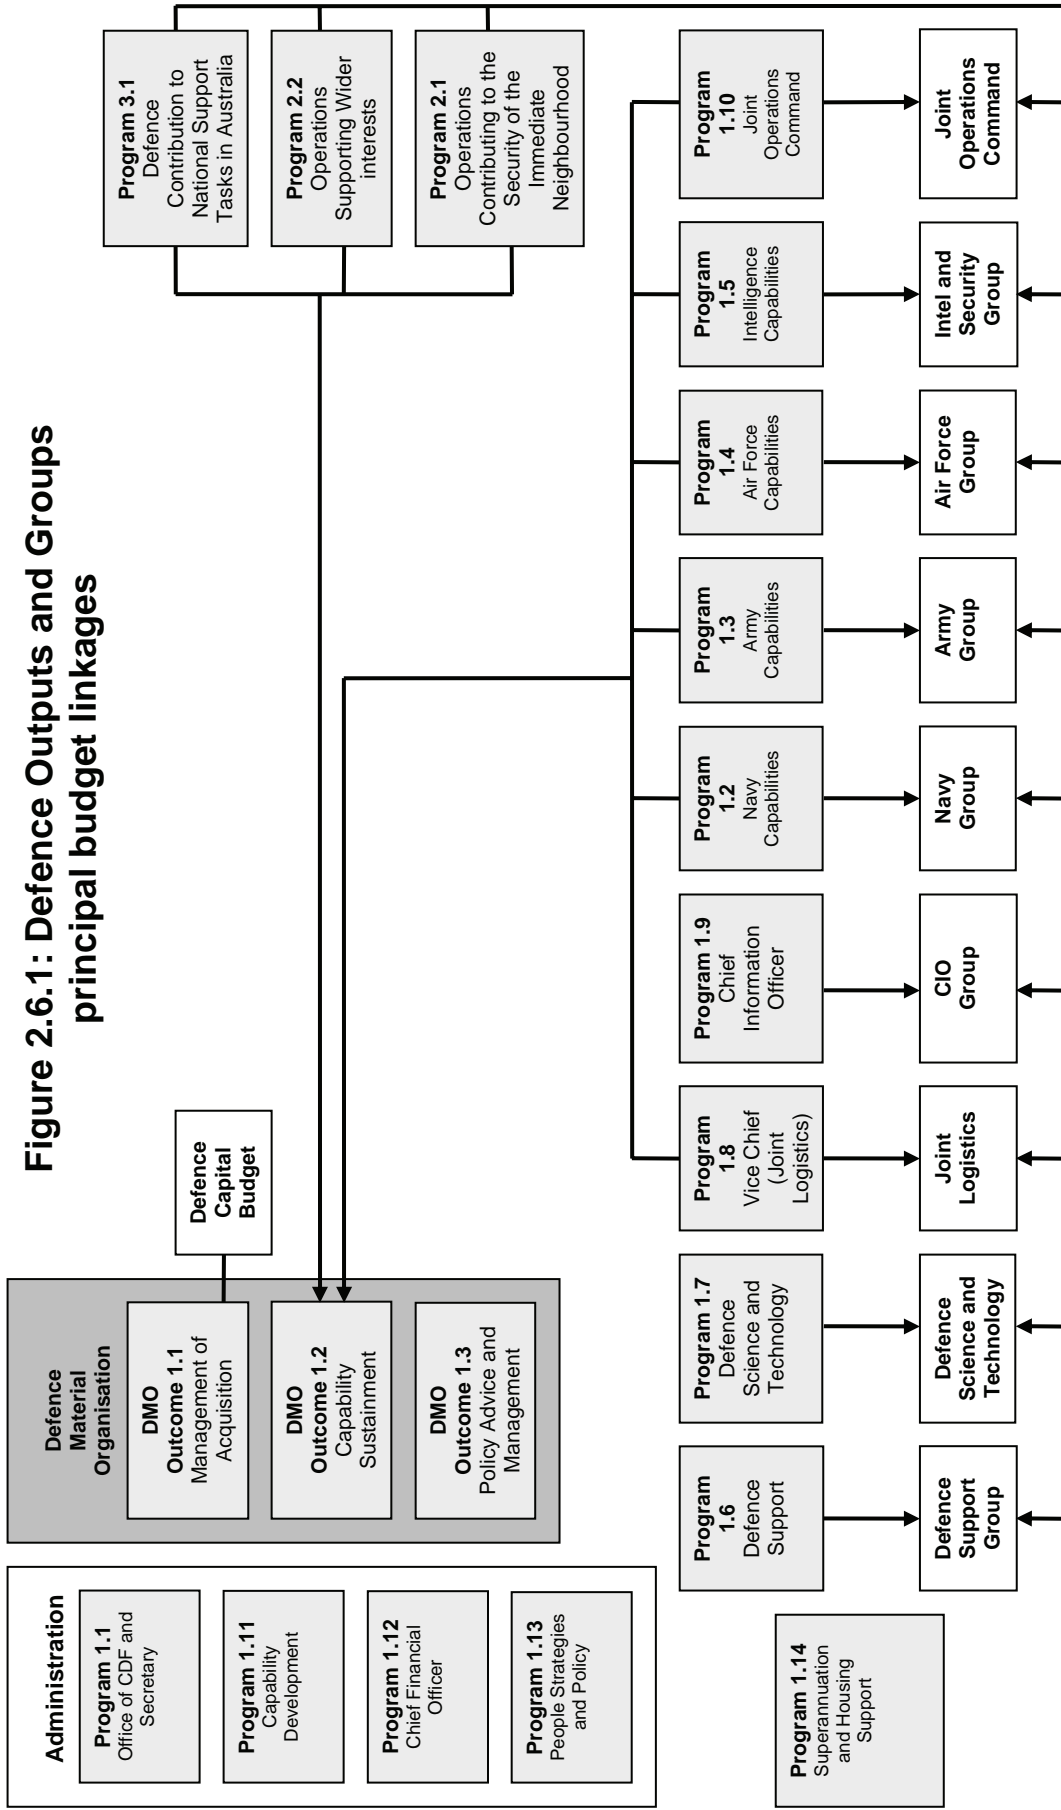 Figure 2.6.1: Defence Outputs and Groups
principal budget linkages
Administration
Program 1.1
Office of CDF and
Secretary
Program 1.11
Capability
Development
Program 1.12
Chief Financial
Officer
Program 1.13
People Strategies
and Policy
Defence
Material
Organisation
DMO
Outcome 1.1
Management of
Acquisition
DMO
Outcome 1.2
Capability
Sustainment
DMO
Outcome 1.3
Policy Advice and
Management
Defence
Capital
Budget
Program 3.1
Defence
Contribution to
National Support
Tasks in Australia
Program 2.2
Operations
Supporting Wider
interests
Program 2.1
Operations
Contributing to the
Security of the
Immediate
Neighbourhood
Program 1.14
Superannuation
and Housing
Support
Program
1.6
Defence
Support
Program 1.7
Defence
Science and
Technology
Program
1.8
Vice Chief
(Joint
Logistics)
Program 1.9
Chief
Information
Officer
Program
1.2
Navy
Capabilities
Program
1.3
Army
Capabilities
Program
1.4
Air Force
Capabilities
Program
1.5
Intelligence
Capabilities
Program
1.10
Joint
Operations
Command
Defence
Support
Group
Defence
Science and
Technology
Joint
Logistics
CIO
Group
Navy
Group
Army
Group
Air Force
Group
Intel and
Security
Group
Joint
Operations
Command